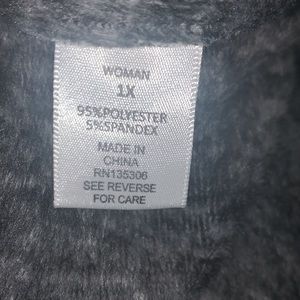 WOMAN
1X
95%POLYESTER
5%SPANDEX
MADE IN
CHINA
RN135306
SEE REVERSE
FOR CARE